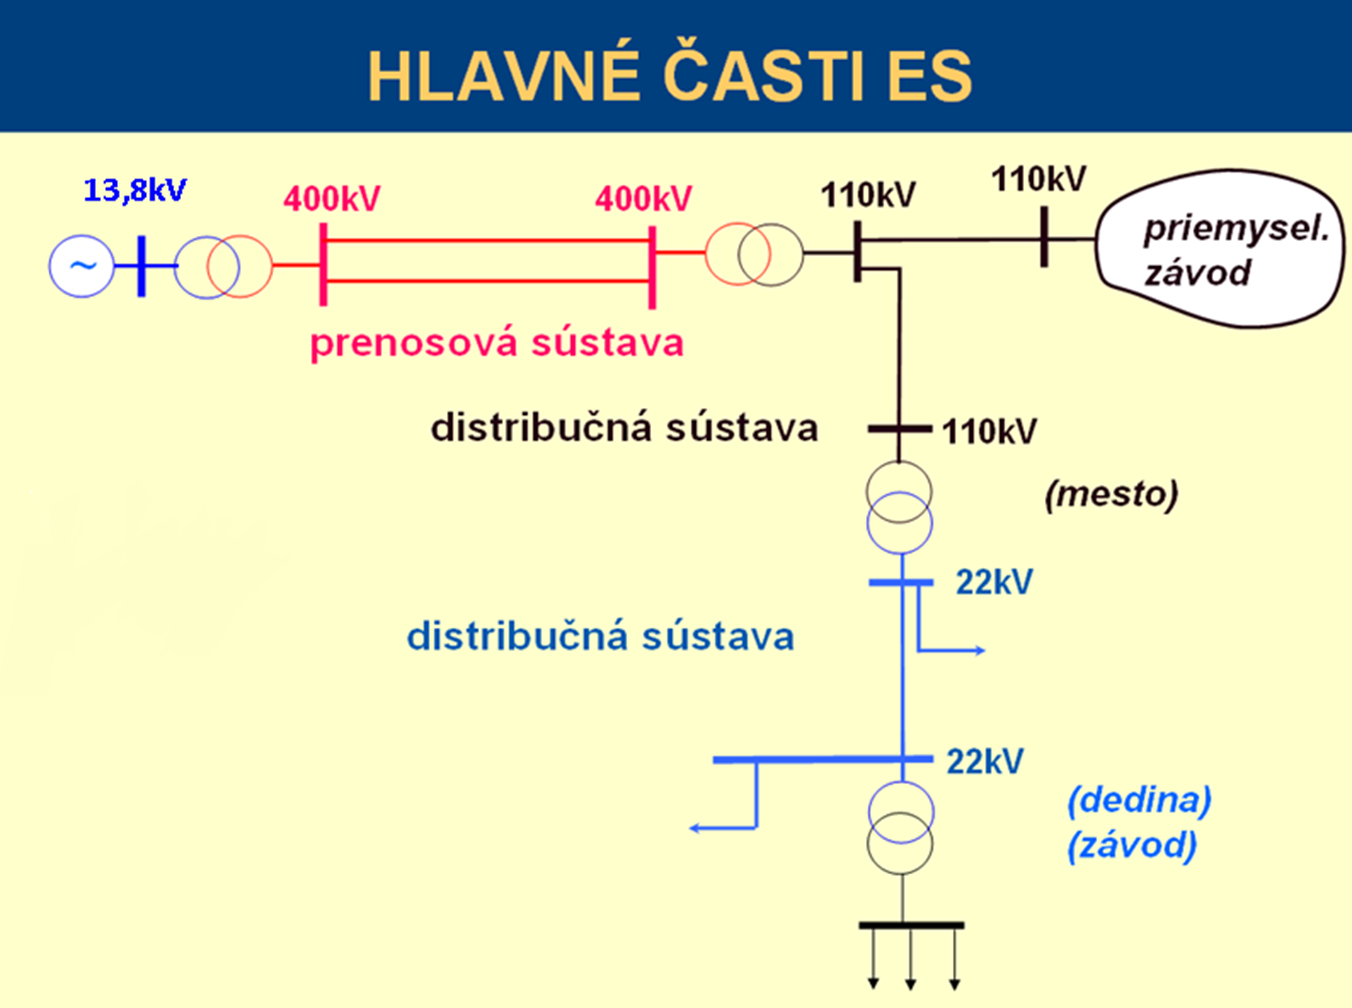 HLAVNÉ ČASTI ES
13,8kV
400kV
400kV
110kV
110kV
~
priemysel.
závod
prenosová sústava
distribučná sústava
110kV
(mesto)
22kV
distribučná sústava
22kV
(dedina)
(závod)